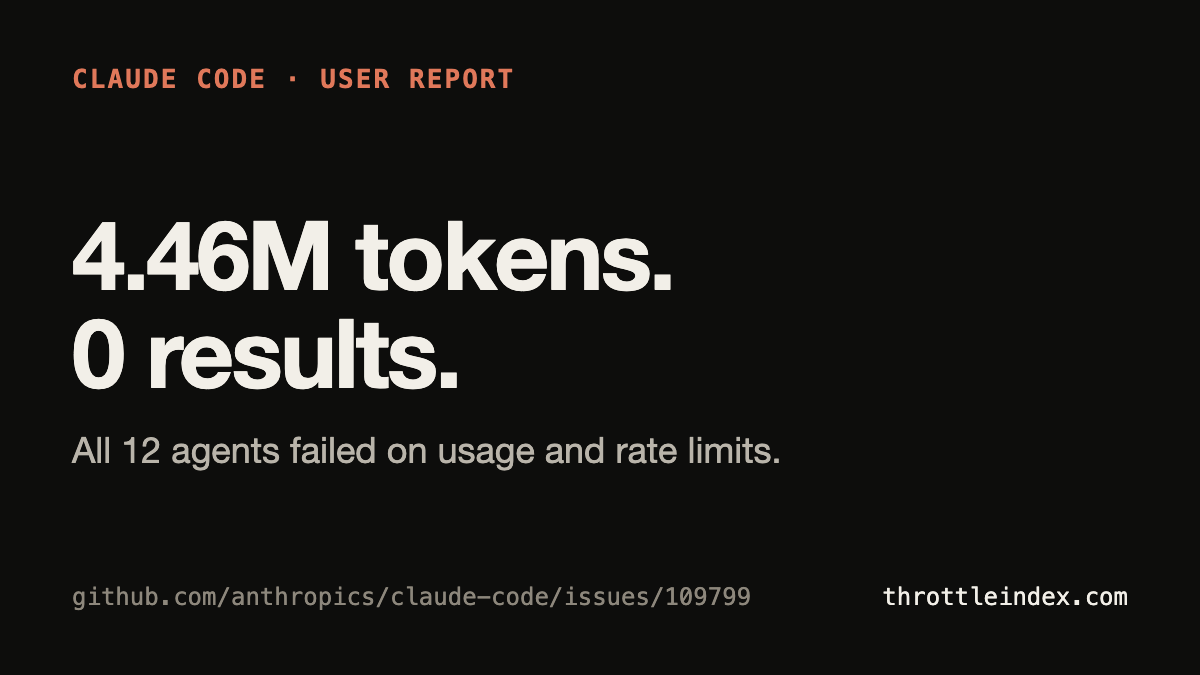 CLAUDE CODE · USER REPORT
4.46M tokens.
0 results.
All 12 agents failed on usage and rate limits.
github.com/anthropics/claude-code/issues/109799
throttleindex.com